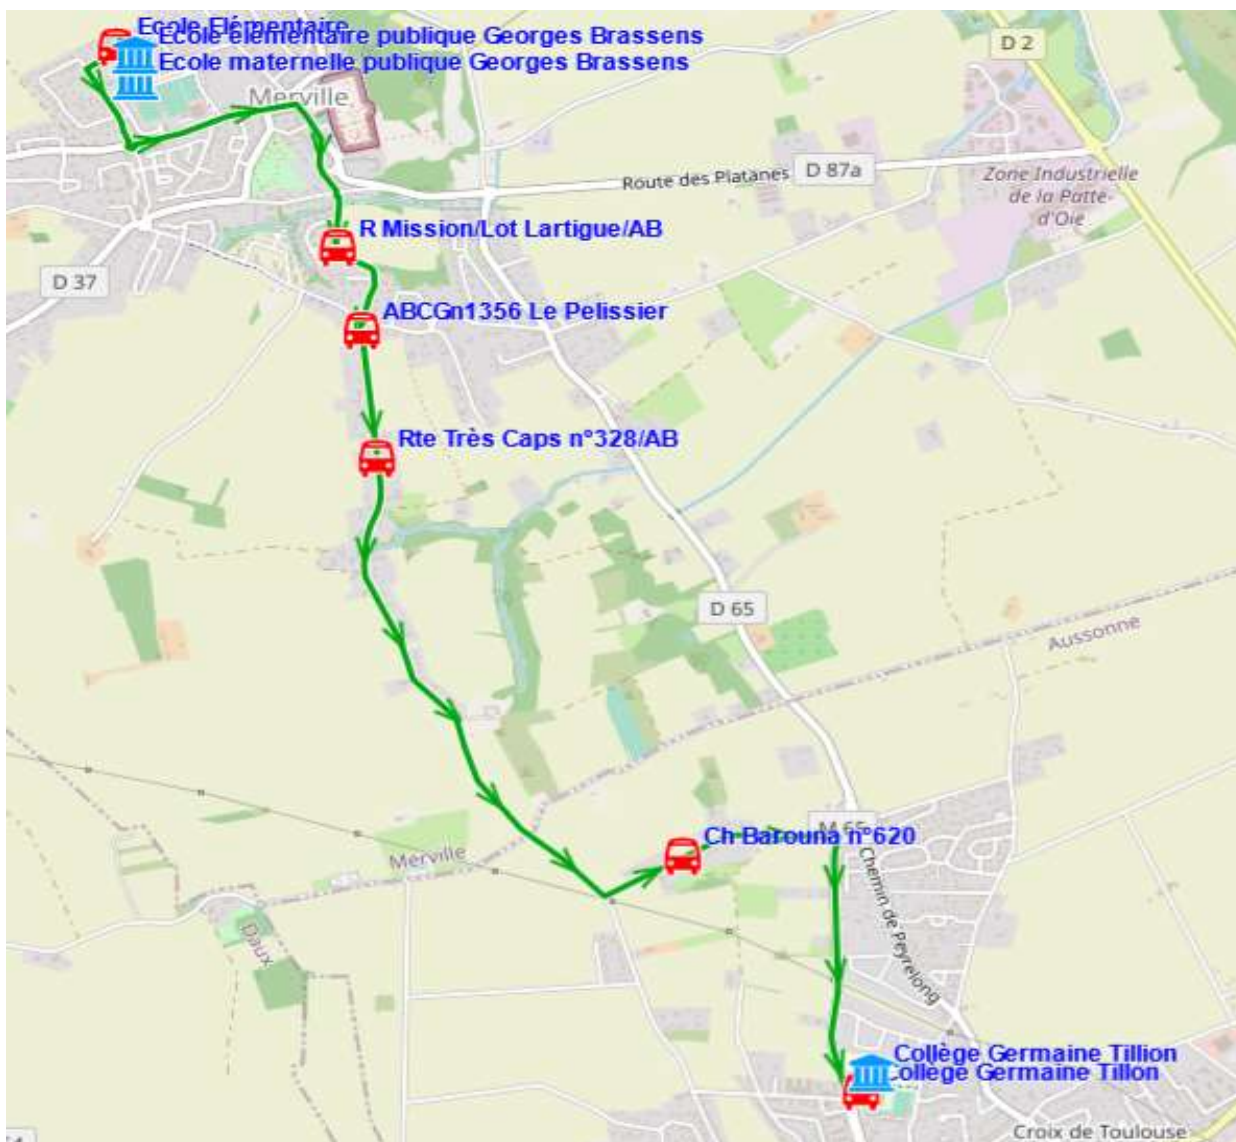 Ecole Elémentaire
Ecole élémentaire publique Georges Brassens
Ecole maternelle publique Georges Brassens
D 2
Merville
Route des Platanes
D 87a
Zone Industrielle
de la Patte-
d'Oie
R Mission/Lot Lartigue/AB
D 37
ABCGn1356 Le Pelissier
Rte Très Caps n°328/AB
D 65
Aussonne
Ch Barouna n°620
M 65
Merville
Chemin de Peyrelong
Daux
Collège Germaine Tillion
Collège Germaine Tillon
Croix de Toulouse